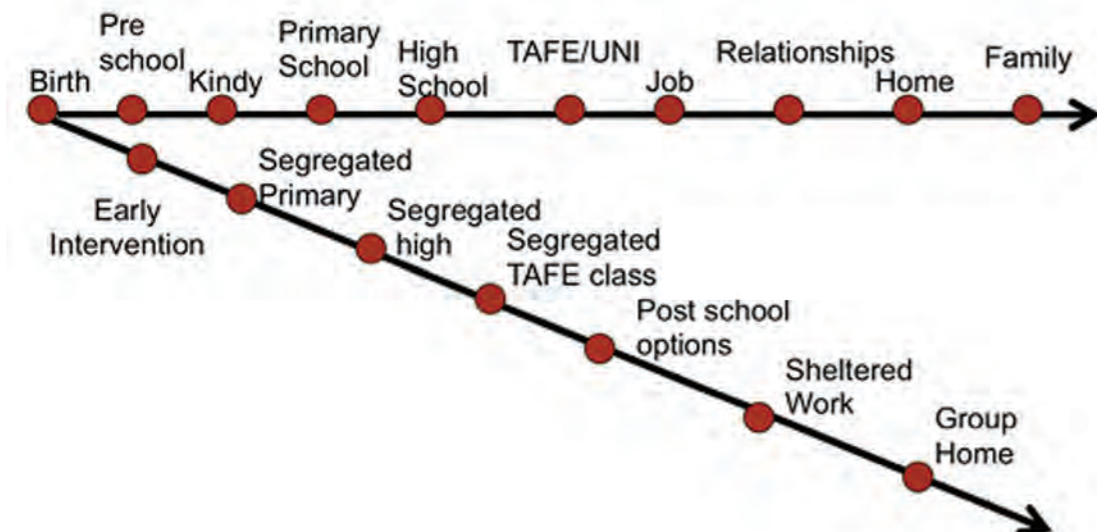 Birth
Pre
school
Kindy
Primary
School
High
School
TAFE/UNI
Job
Relationships
Home
Family
Early
Intervention
Segregated
Primary
Segregated
high
Segregated
TAFE class
Post school
options
Sheltered
Work
Group
Home